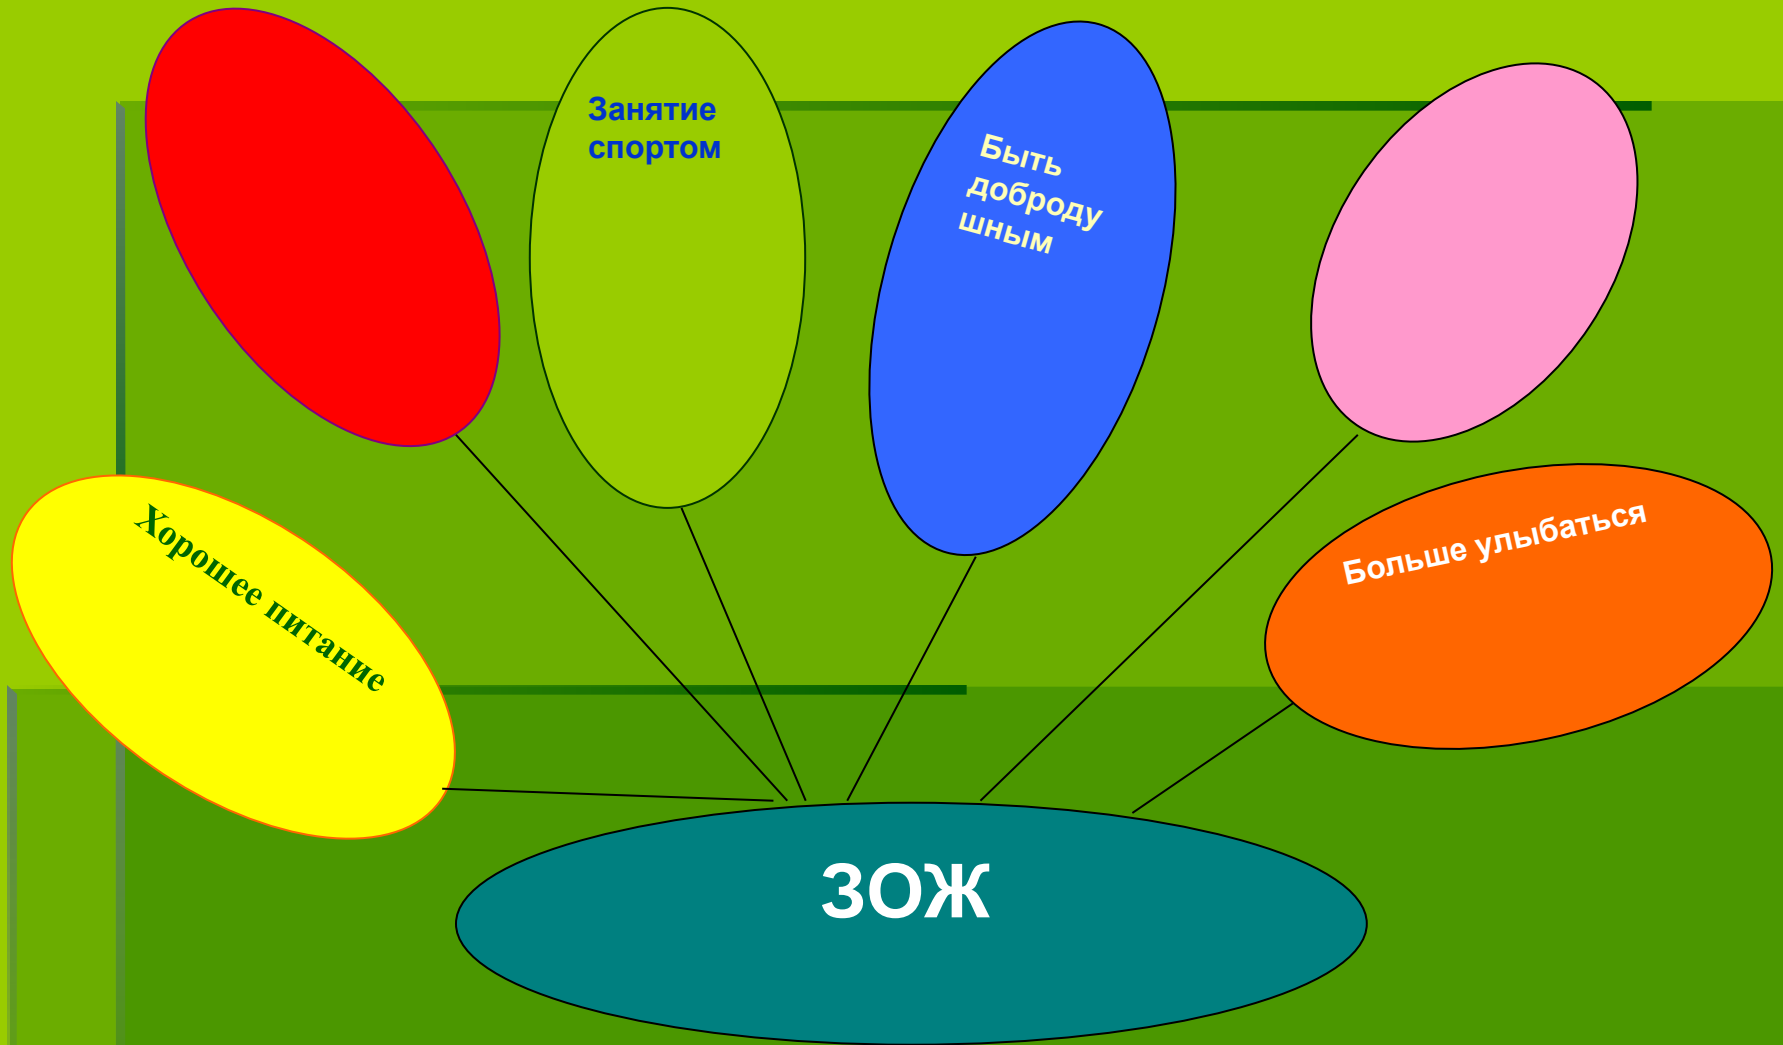 Занятие
спортом
Быть
доброду
шным
Хорошее питание
Больше улыбаться
ЗОЖ